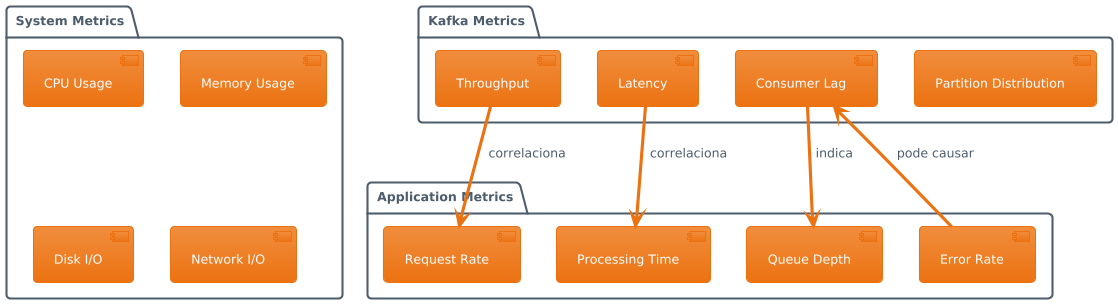 System Metrics
CPU Usage
Memory Usage
Disk I/O
Network I/O
Kafka Metrics
Throughput
Latency
Consumer Lag
Partition Distribution
correlaciona
correlaciona
indica
pode causar
Application Metrics
Request Rate
Processing Time
Queue Depth
Error Rate